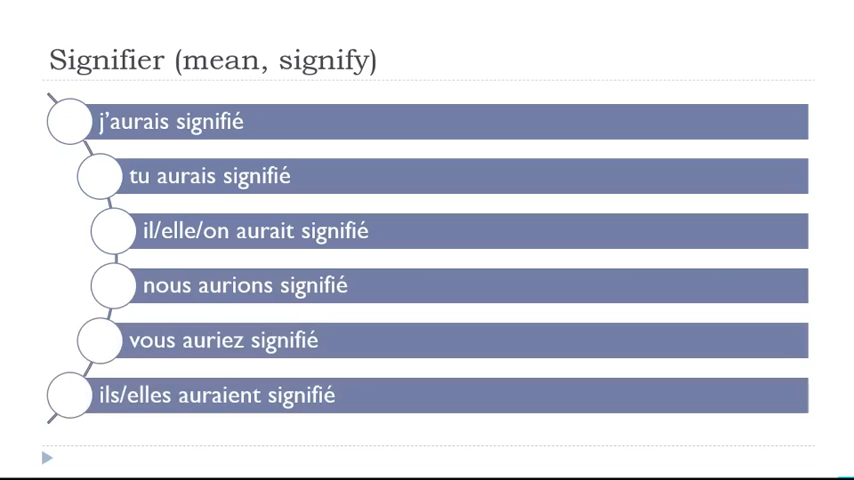 Signifier (mean, signify)
j’aurais signifié
tu aurais signifié
il/elle/on aurait signifié
nous aurions signifié
vous auriez signifié
ils/elles auraient signifié